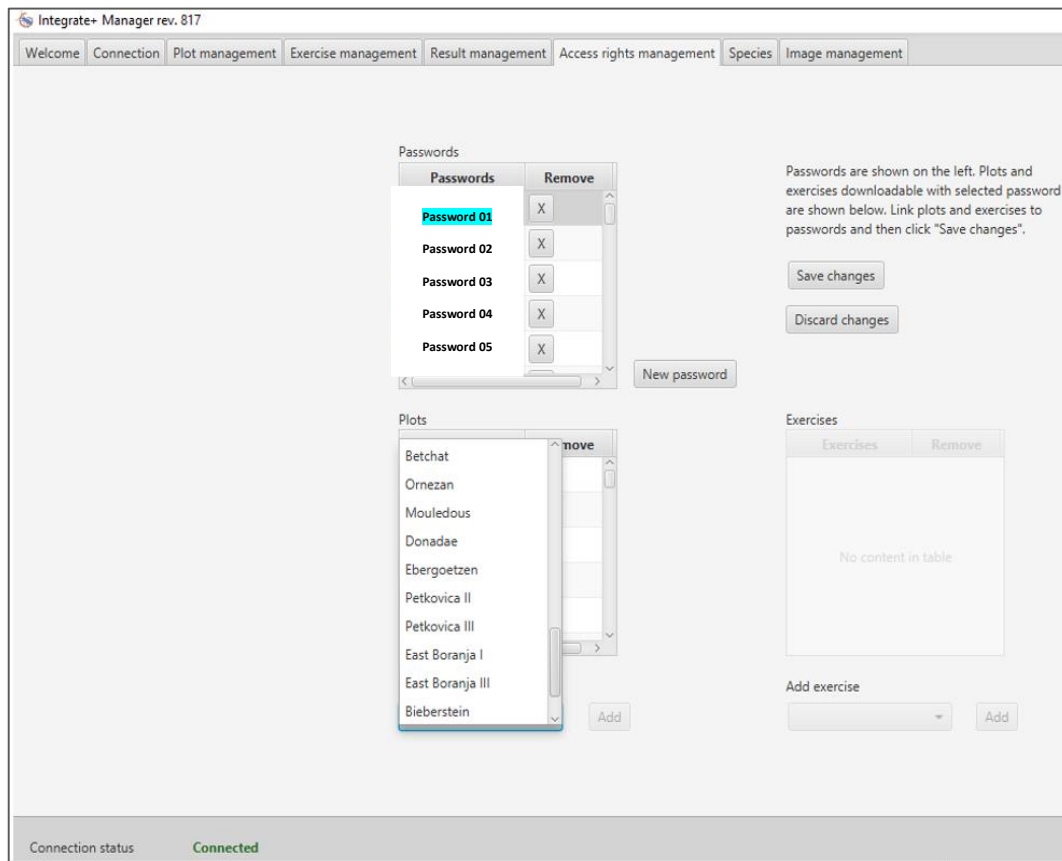 Integrate+ Manager rev. 817
Welcome Connection Plot management Exercise management Result management Access rights management Species Image management
Passwords
Passwords Remove
Password 01 X
Password 02 X
Password 03 X
Password 04 X
Password 05 X
Passwords are shown on the left. Plots and
exercises downloadable with selected password
are shown below. Link plots and exercises to
passwords and then click "Save changes".
Save changes
Discard changes
New password
Plots
move
Betchat
Ornezan
Mouledous
Donadae
Ebergoetzen
Petkovica II
Petkovica III
East Boranja I
East Boranja III
Bieberstein
Add
Exercises
Exercises Remove
No content in table
Add exercise
Add
Connection status Connected